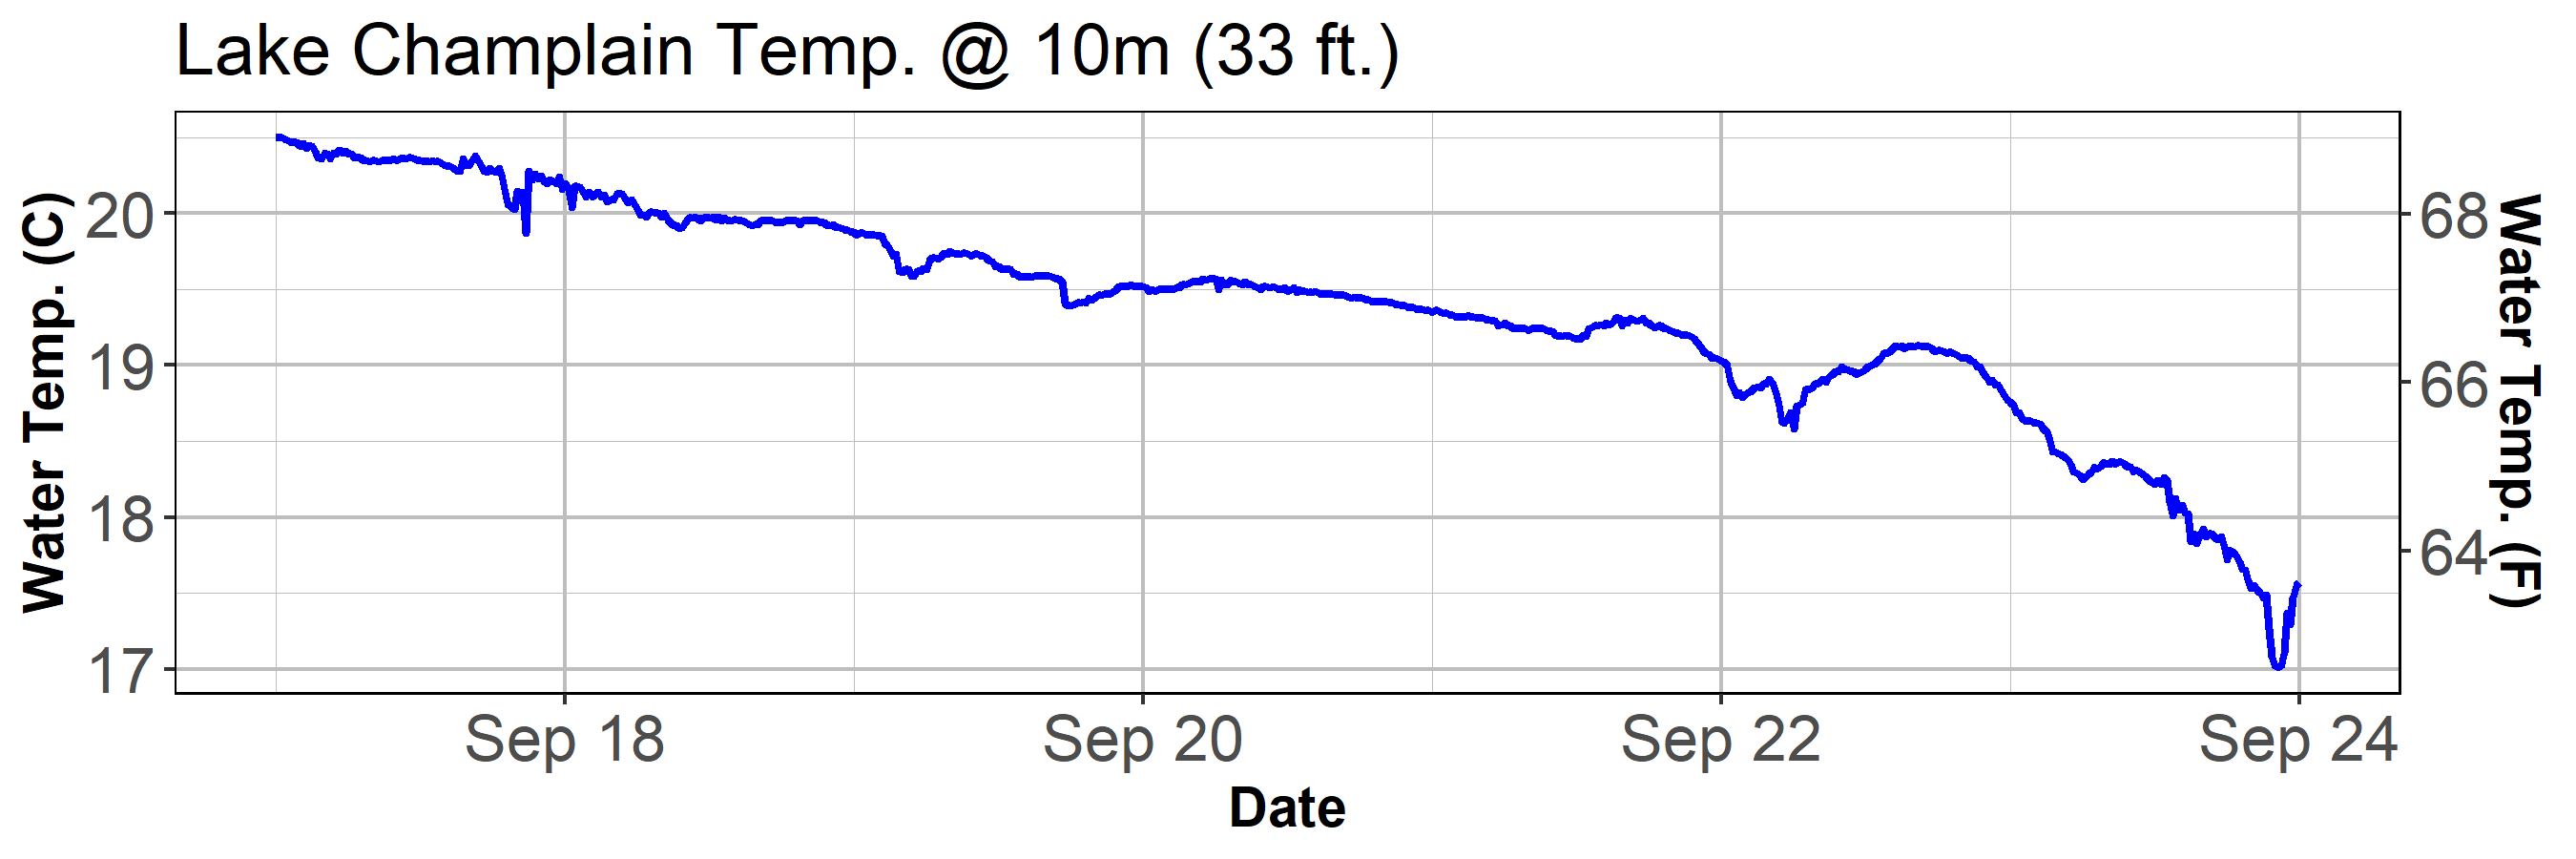 Lake Champlain Temp. @ 10m (33 ft.)
Water Temp. (C)
20
19
18
17
68
66
64
Water Temp. (F)
Sep 18
Sep 20
Sep 22
Sep 24
Date